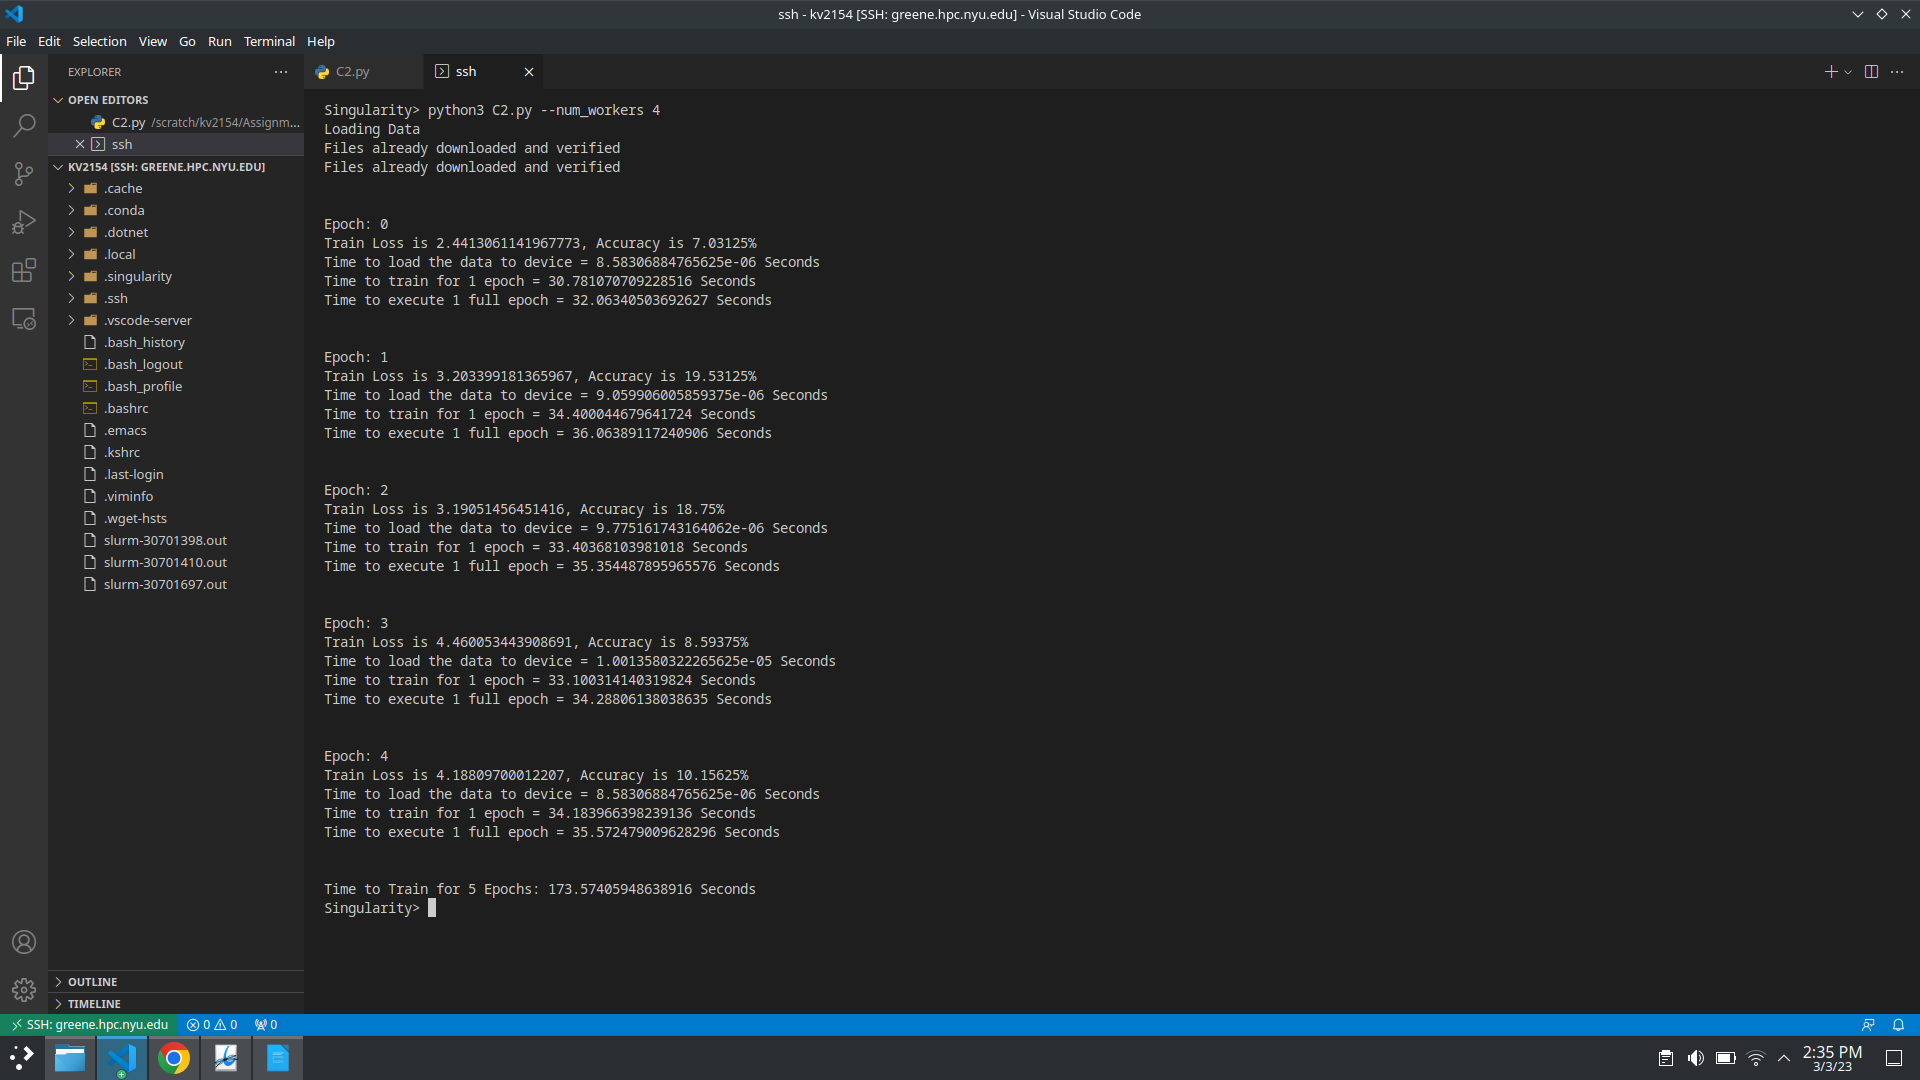 ssh - kv2154 [SSH: greene.hpc.nyu.edu] - Visual Studio Code
File Edit Selection View Go Run Terminal Help
EXPLORER
OPEN EDITORS
C2.py /scratch/kv2154/Assignm...
ssh
KV2154 [SSH: GREENE.HPC.NYU.EDU]
.cache
.conda
.dotnet
.local
.singularity
.ssh
.vscode-server
.bash_history
.bash_logout
.bash_profile
.bashrc
.emacs
.kshrc
.last-login
.viminfo
.wget-hsts
slurm-30701398.out
slurm-30701410.out
slurm-30701697.out
OUTLINE
TIMELINE
C2.py
ssh
Singularity> python3 C2.py --num_workers 4
Loading Data
Files already downloaded and verified
Files already downloaded and verified
Epoch: 0
Train Loss is 2.4413061141967773, Accuracy is 7.03125%
Time to load the data to device = 8.58306884765625e-06 Seconds
Time to train for 1 epoch = 30.781070709228516 Seconds
Time to execute 1 full epoch = 32.06340503692627 Seconds
Epoch: 1
Train Loss is 3.203399181365967, Accuracy is 19.53125%
Time to load the data to device = 9.059906005859375e-06 Seconds
Time to train for 1 epoch = 34.400044679641724 Seconds
Time to execute 1 full epoch = 36.06389117240906 Seconds
Epoch: 2
Train Loss is 3.19051456451416, Accuracy is 18.75%
Time to load the data to device = 9.775161743164062e-06 Seconds
Time to train for 1 epoch = 33.40368103981018 Seconds
Time to execute 1 full epoch = 35.354487895965576 Seconds
Epoch: 3
Train Loss is 4.460053443908691, Accuracy is 8.59375%
Time to load the data to device = 1.0013580322265625e-05 Seconds
Time to train for 1 epoch = 33.100314140319824 Seconds
Time to execute 1 full epoch = 34.28806138038635 Seconds
Epoch: 4
Train Loss is 4.18809700012207, Accuracy is 10.15625%
Time to load the data to device = 8.58306884765625e-06 Seconds
Time to train for 1 epoch = 34.183966398239136 Seconds
Time to execute 1 full epoch = 35.572479009628296 Seconds
Time to Train for 5 Epochs: 173.57405948638916 Seconds
Singularity>
SSH: greene.hpc.nyu.edu 0 0 0
2:35 PM
3/3/23